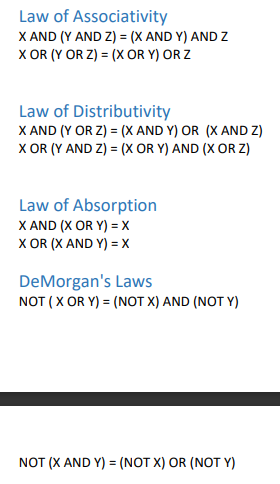 Law of Associativity
X AND (Y AND Z) = (X AND Y) AND Z
X OR (Y OR Z) = (X OR Y) OR Z
Law of Distributivity
X AND (Y OR Z) = (X AND Y) OR  (X AND Z)
X OR (Y AND Z) = (X OR Y) AND (X OR Z)
Law of Absorption
X AND (X OR Y) = X
X OR (X AND Y) = X
DeMorgan's Laws
NOT ( X OR Y) = (NOT X) AND (NOT Y)
NOT (X AND Y) = (NOT X) OR (NOT Y)